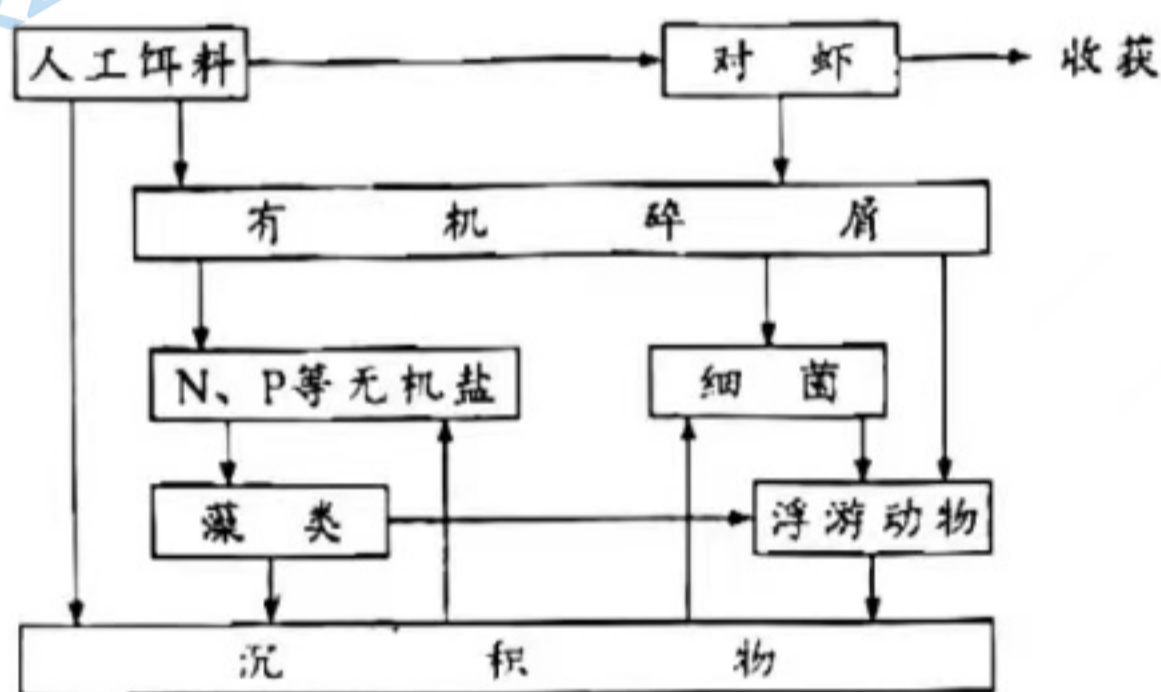 人工饵料
对虾
收获
有机碎屑
N、P等无机盐
细菌
藻类
浮游动物
沉积物